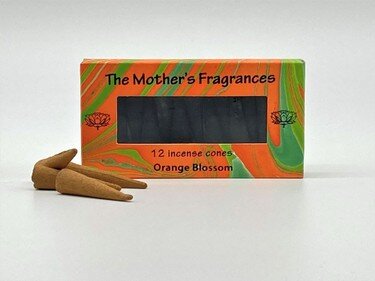 The Mother's Fragrances
12 incense cones
Orange Blossom